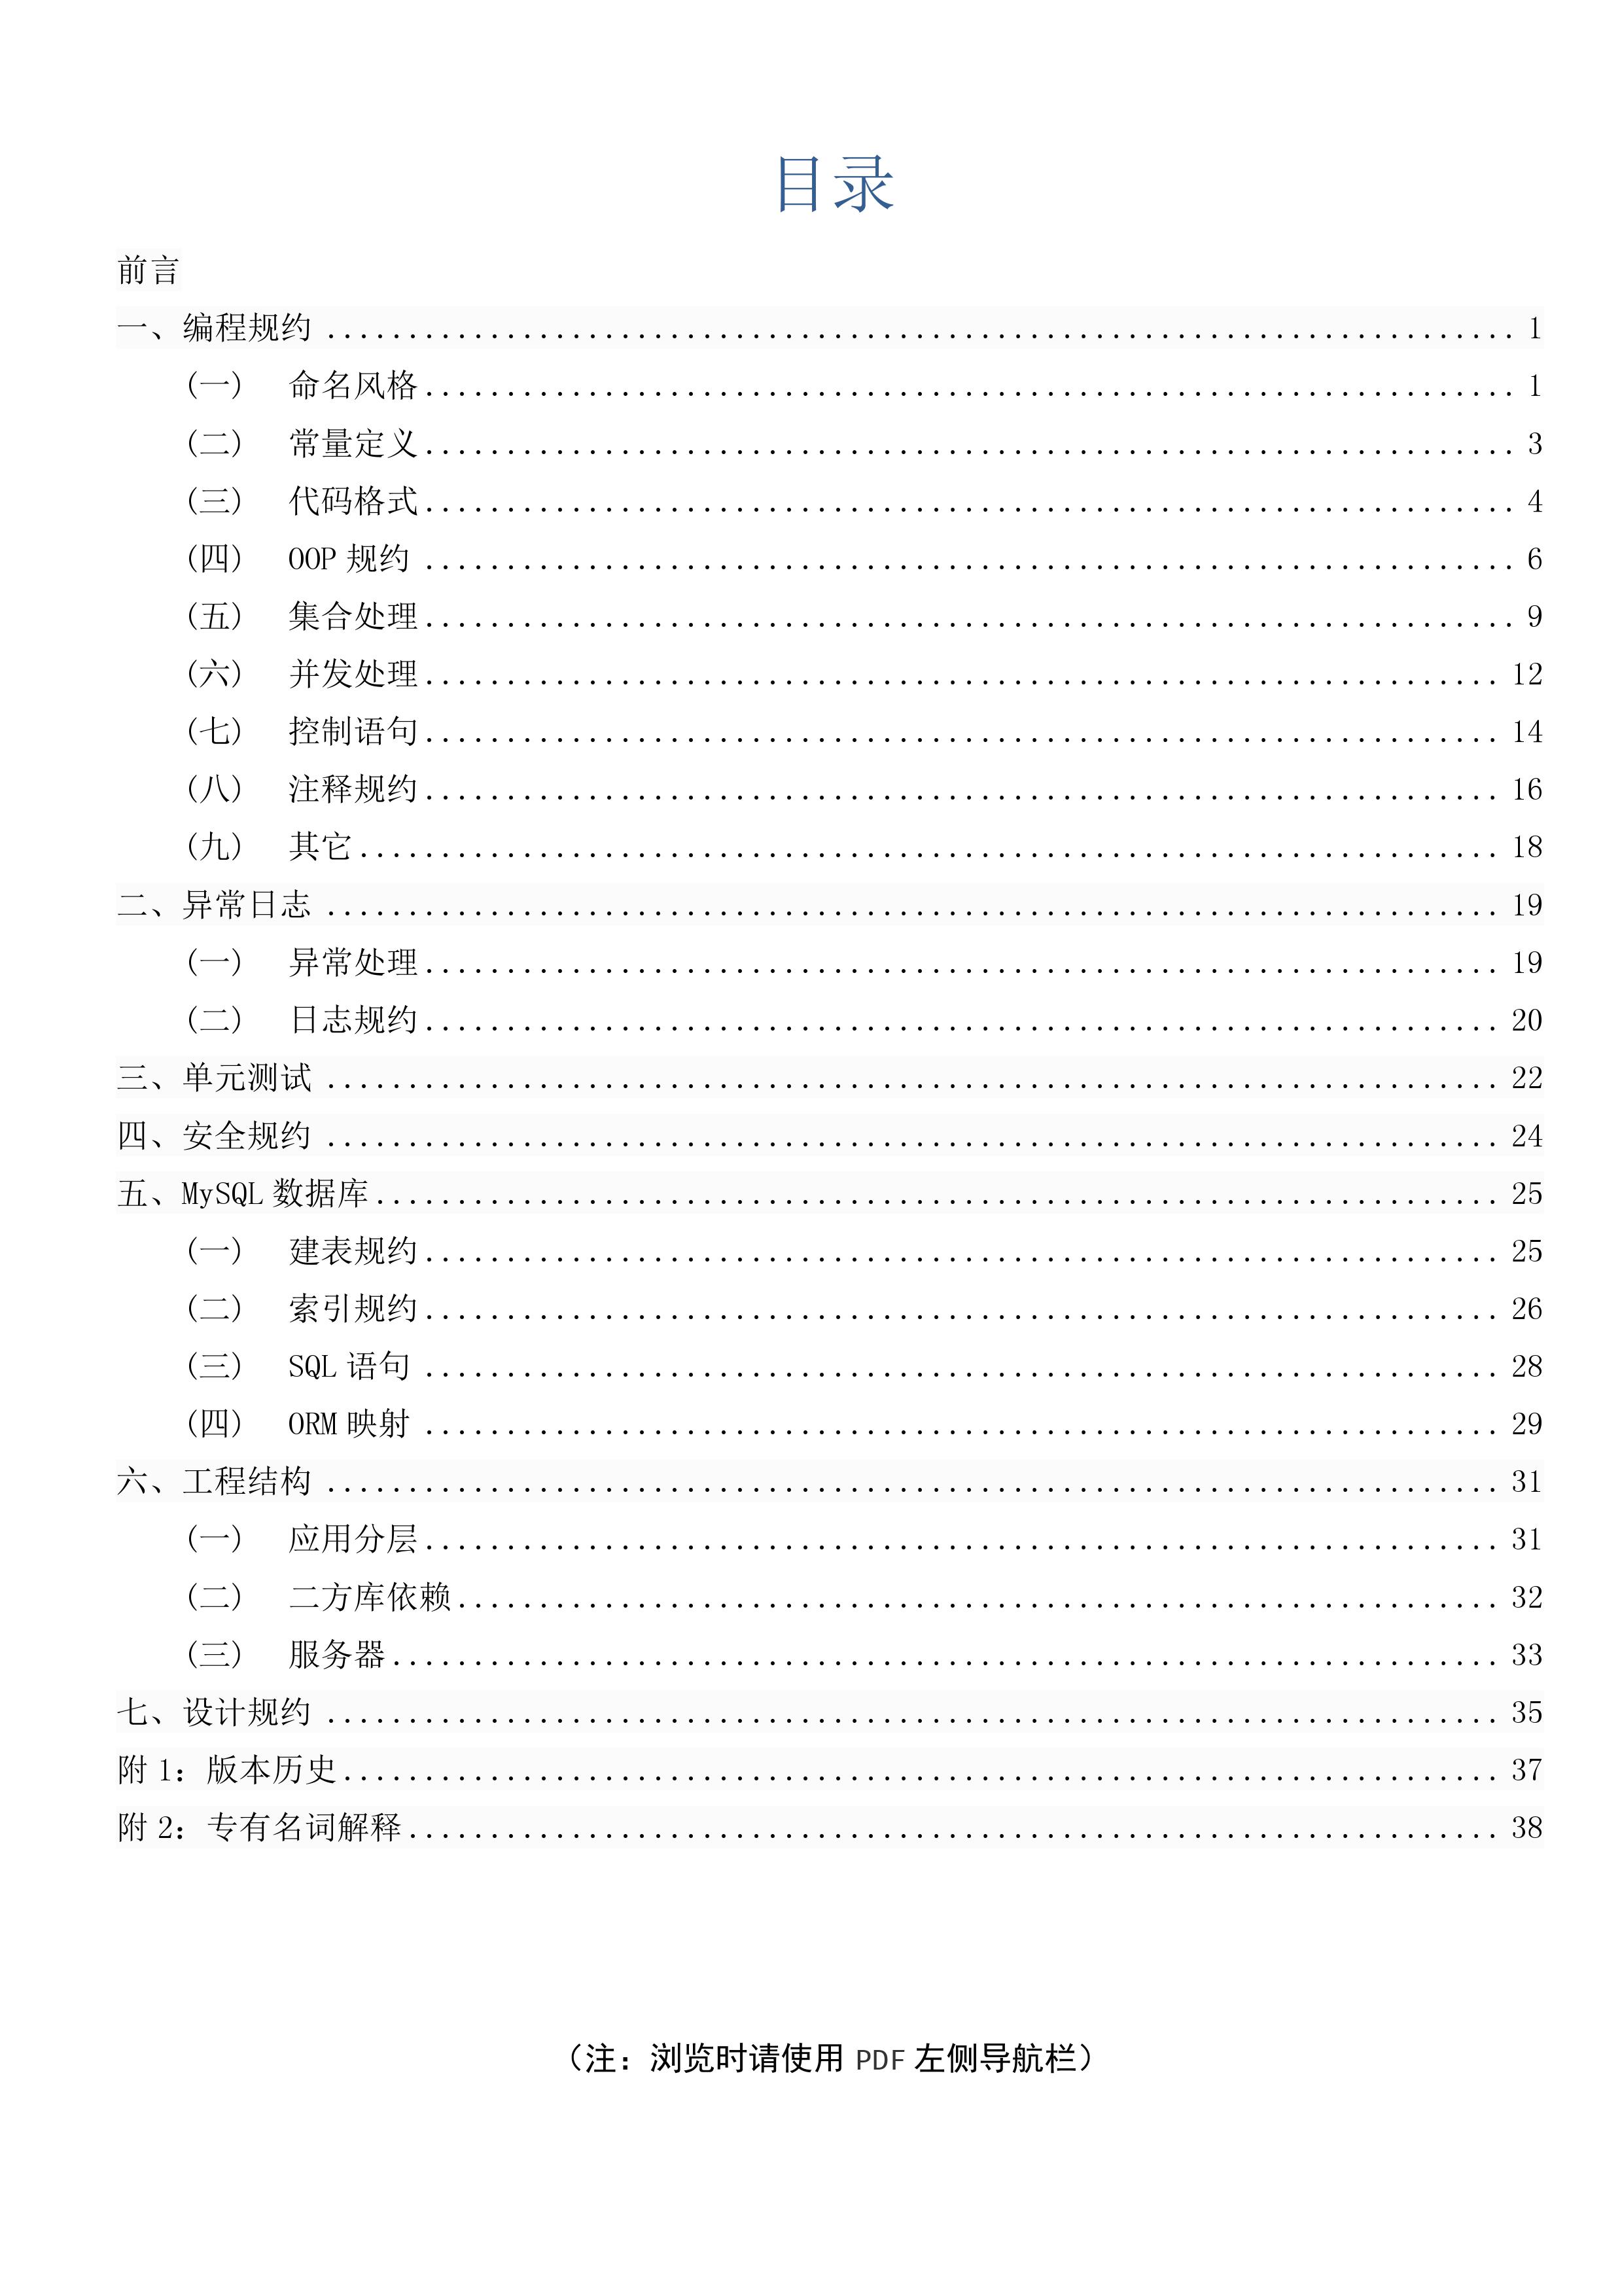 目录
前言
一、编程规约 ........................................................................ 1
(一) 命名风格 ................................................................... 1
(二) 常量定义 ................................................................... 3
(三) 代码格式 ................................................................... 4
(四) OOP 规约 ................................................................... 6
(五) 集合处理 ................................................................... 9
(六) 并发处理 .................................................................. 12
(七) 控制语句 .................................................................. 14
(八) 注释规约 .................................................................. 16
(九) 其它 ...................................................................... 18
二、异常日志 ....................................................................... 19
(一) 异常处理 .................................................................. 19
(二) 日志规约 .................................................................. 20
三、单元测试 ....................................................................... 22
四、安全规约 ....................................................................... 24
五、MySQL 数据库 .................................................................... 25
(一) 建表规约 .................................................................. 25
(二) 索引规约 .................................................................. 26
(三) SQL 语句 .................................................................. 28
(四) ORM 映射 .................................................................. 29
六、工程结构 ....................................................................... 31
(一) 应用分层 .................................................................. 31
(二) 二方库依赖 ................................................................ 32
(三) 服务器 .................................................................... 33
七、设计规约 ....................................................................... 35
附 1：版本历史 ...................................................................... 37
附 2：专有名词解释 .................................................................. 38
（注：浏览时请使用 PDF 左侧导航栏）